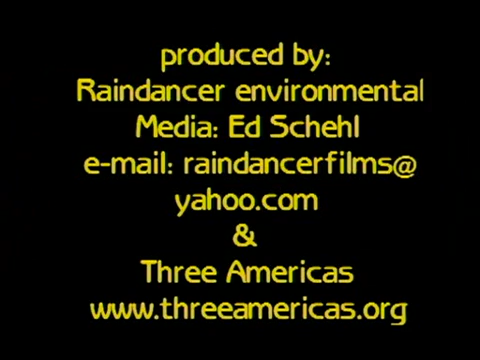 produced by:
Raindancer environmental
Media: Ed Schehl
e-mail: raindancerfilms@
yahoo.com
&
Three Americas
www.threeamericas.org